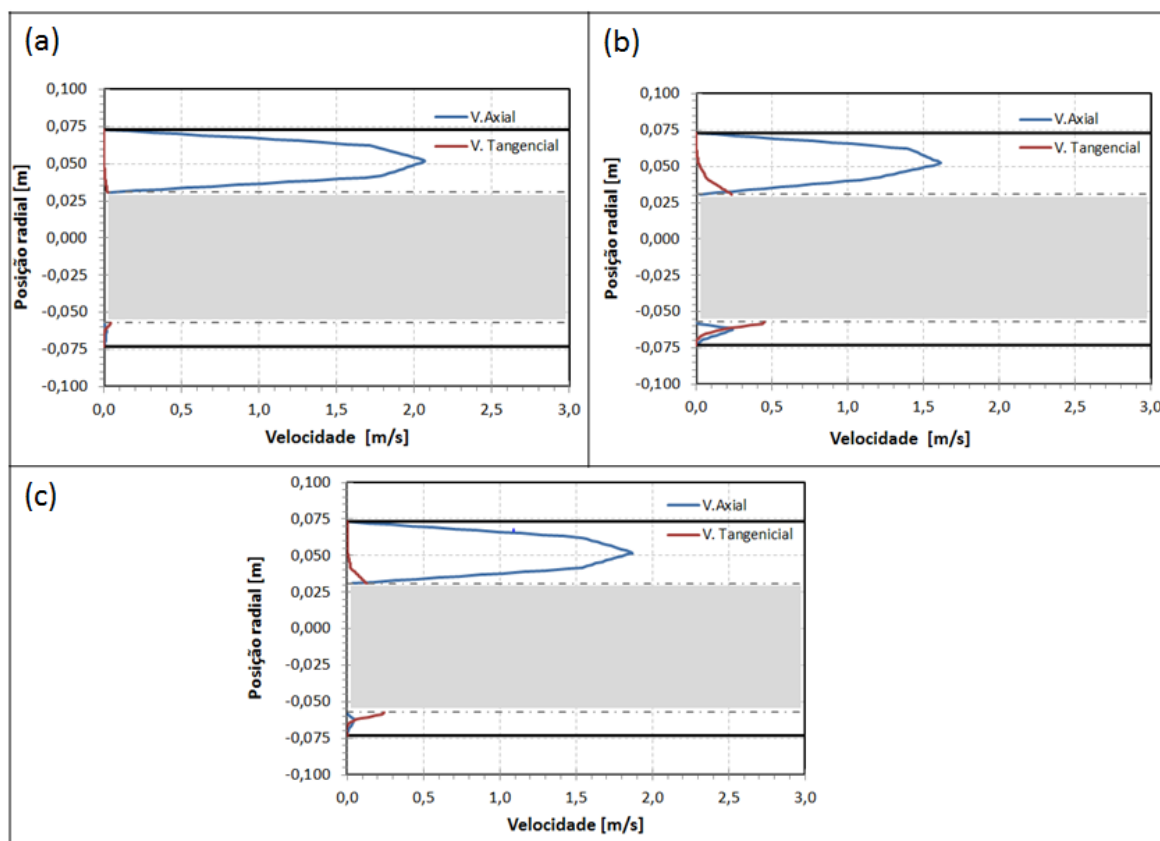 (a)
0,100
0,075
0,050
0,025
0,000
-0,025
-0,050
-0,075
-0,100
Posição radial [m]
V.Axial
V. Tangencial
0,0 0,5 1,0 1,5 2,0 2,5 3,0
Velocidade [m/s]
(b)
0,100
0,075
0,050
0,025
0,000
-0,025
-0,050
-0,075
-0,100
Posição radial [m]
V.Axial
V. Tangencial
0,0 0,5 1,0 1,5 2,0 2,5 3,0
Velocidade [m/s]
(c)
0,100
0,075
0,050
0,025
0,000
-0,025
-0,050
-0,075
-0,100
Posição radial [m]
V.Axial
V. Tangenicial
0,0 0,5 1,0 1,5 2,0 2,5 3,0
Velocidade [m/s]